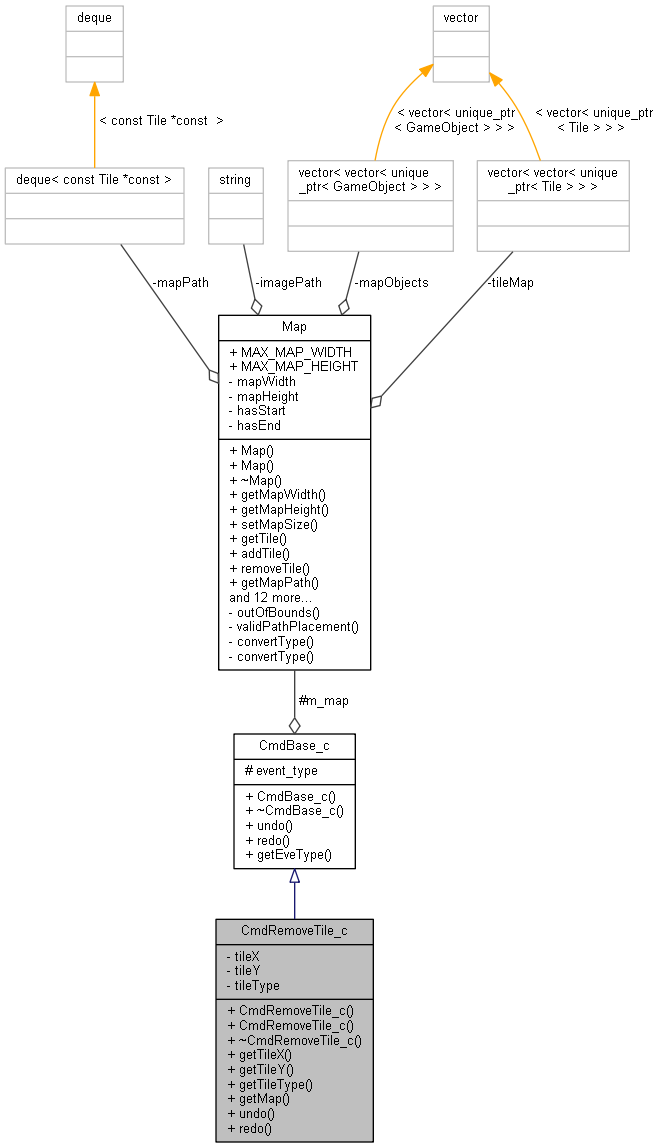 deque
vector
< const Tile *const  >
< vector< unique_ptr
< GameObject > > >
< vector< unique_ptr
< Tile > > >
deque< const Tile *const >
string
vector< vector< unique
_ptr< GameObject > > >
vector< vector< unique
_ptr< Tile > > >
-mapPath
-imagePath
-mapObjects
-tileMap
Map
+ MAX_MAP_WIDTH
+ MAX_MAP_HEIGHT
- mapWidth
- mapHeight
- hasStart
- hasEnd
+ Map()
+ Map()
+ ~Map()
+ getMapWidth()
+ getMapHeight()
+ setMapSize()
+ getTile()
+ addTile()
+ removeTile()
+ getMapPath()
and 12 more...
- outOfBounds()
- validPathPlacement()
- convertType()
- convertType()
#m_map
CmdBase_c
# event_type
+ CmdBase_c()
+ ~CmdBase_c()
+ undo()
+ redo()
+ getEveType()
CmdRemoveTile_c
- tileX
- tileY
- tileType
+ CmdRemoveTile_c()
+ CmdRemoveTile_c()
+ ~CmdRemoveTile_c()
+ getTileX()
+ getTileY()
+ getTileType()
+ getMap()
+ undo()
+ redo()